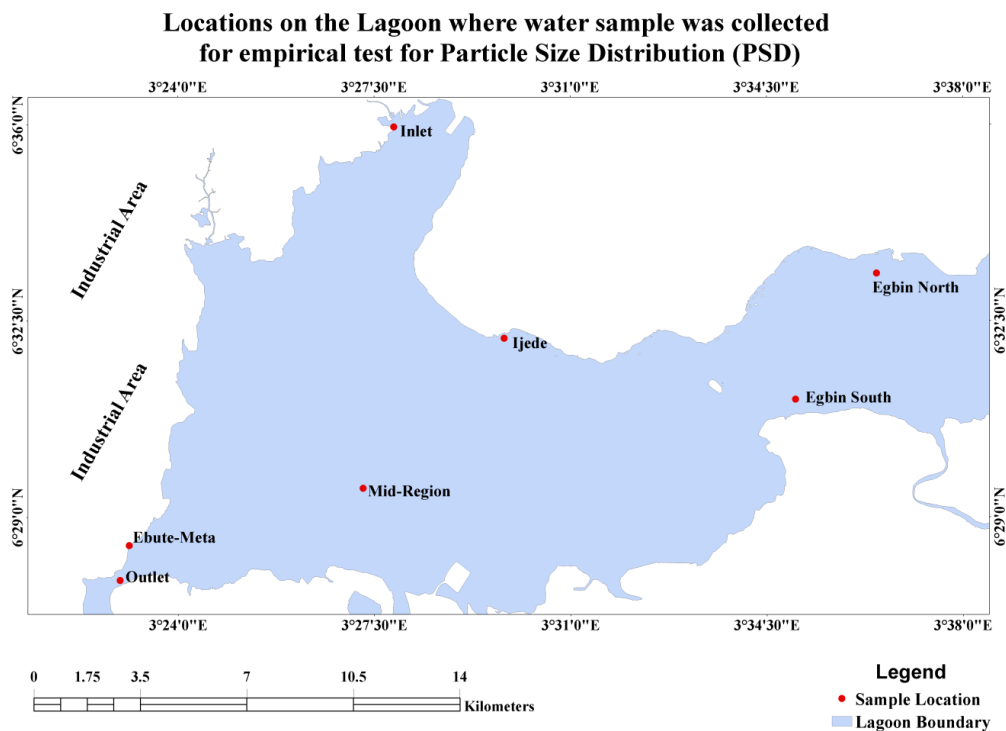 Locations on the Lagoon where water sample was collected
for empirical test for Particle Size Distribution (PSD)
3°24'0"E 3°27'30"E 3°31'0"E 3°34'30"E 3°38'0"E
6°36'0"N
6°36'0"N
Inlet
Industrial Area
Egbin North
6°32'30"N
6°32'30"N
Ijede
Industrial Area
Egbin South
Mid-Region
6°29'0"N
6°29'0"N
Ebute-Meta
Outlet
3°24'0"E 3°27'30"E 3°31'0"E 3°34'30"E 3°38'0"E
0 1.75 3.5 7 10.5 14
Kilometers
Legend
Sample Location
Lagoon Boundary